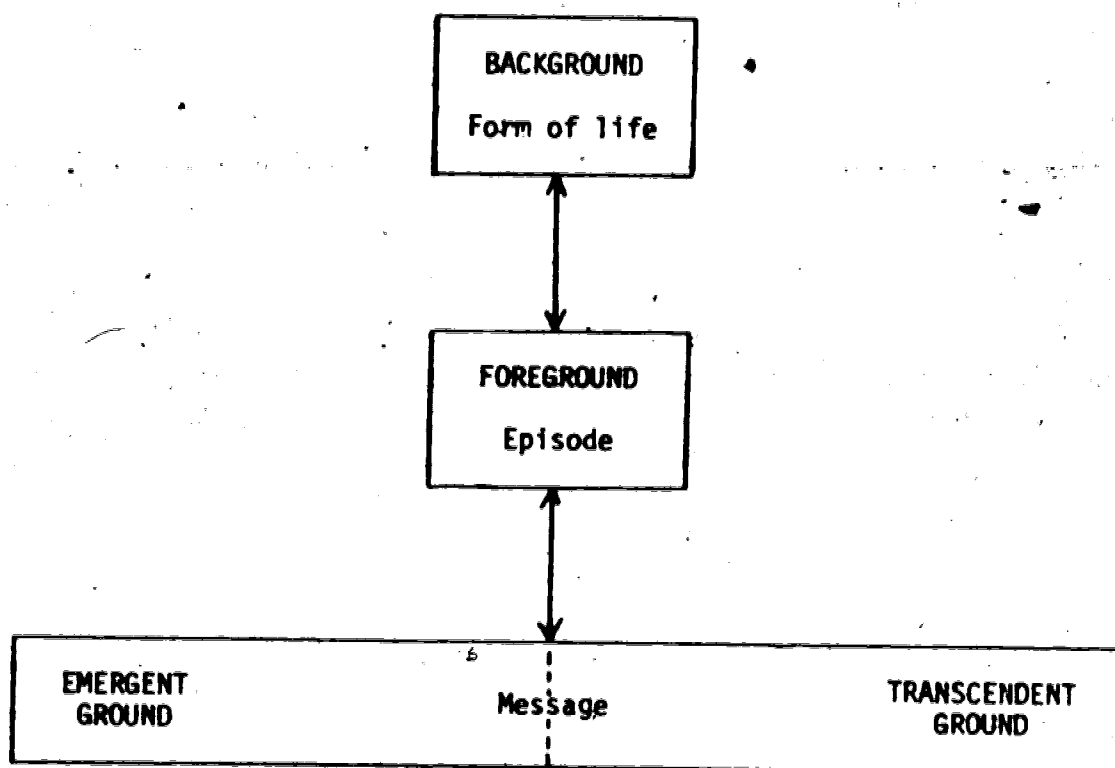 BACKGROUND
Form of life
FOREGROUND
Episode
EMERGENT
GROUND
Message
TRANSCENDENT
GROUND